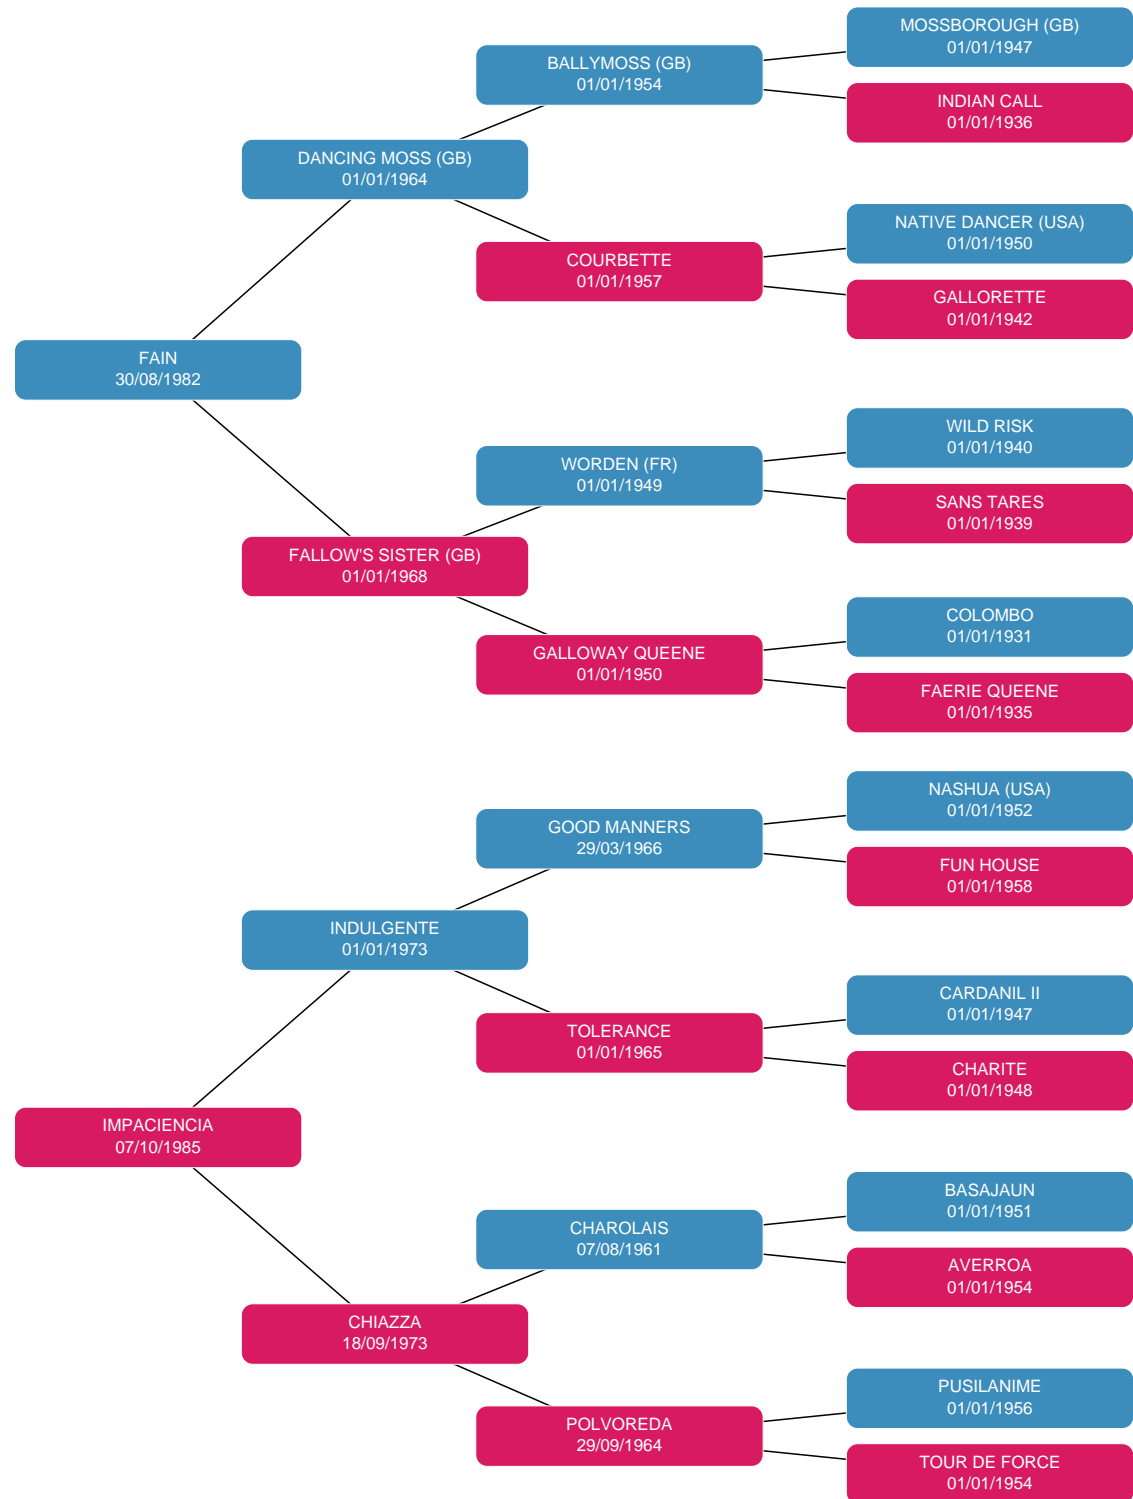 MOSSBOROUGH (GB)
01/01/1947
BALLYMOSS (GB)
01/01/1954
INDIAN CALL
01/01/1936
DANCING MOSS (GB)
01/01/1964
NATIVE DANCER (USA)
01/01/1950
COURBETTE
01/01/1957
GALLORETTE
01/01/1942
FAIN
30/08/1982
WILD RISK
01/01/1940
WORDEN (FR)
01/01/1949
SANS TARES
01/01/1939
FALLOW'S SISTER (GB)
01/01/1968
COLOMBO
01/01/1931
GALLOWAY QUEENE
01/01/1950
FAERIE QUEENE
01/01/1935
NASHUA (USA)
01/01/1952
GOOD MANNERS
29/03/1966
FUN HOUSE
01/01/1958
INDULGENTE
01/01/1973
CARDANIL II
01/01/1947
TOLERANCE
01/01/1965
CHARITE
01/01/1948
IMPACIENCIA
07/10/1985
BASAJAUN
01/01/1951
CHAROLAIS
07/08/1961
AVERROA
01/01/1954
CHIAZZA
18/09/1973
PUSILANIME
01/01/1956
POLVOREDA
29/09/1964
TOUR DE FORCE
01/01/1954